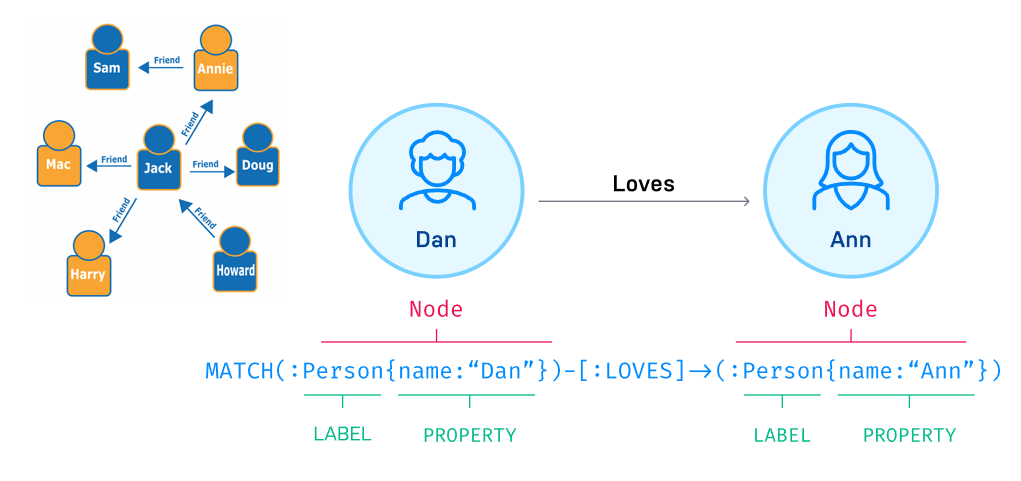 Sam
Friend
Annie
Friend
Mac
Friend
Jack
Friend
Doug
Friend
Friend
Harry
Howard
Dan
Loves
Ann
Node
Node
MATCH(:Person{name:“Dan”})-[:LOVES]→(:Person{name:“Ann”})
LABEL
PROPERTY
LABEL
PROPERTY